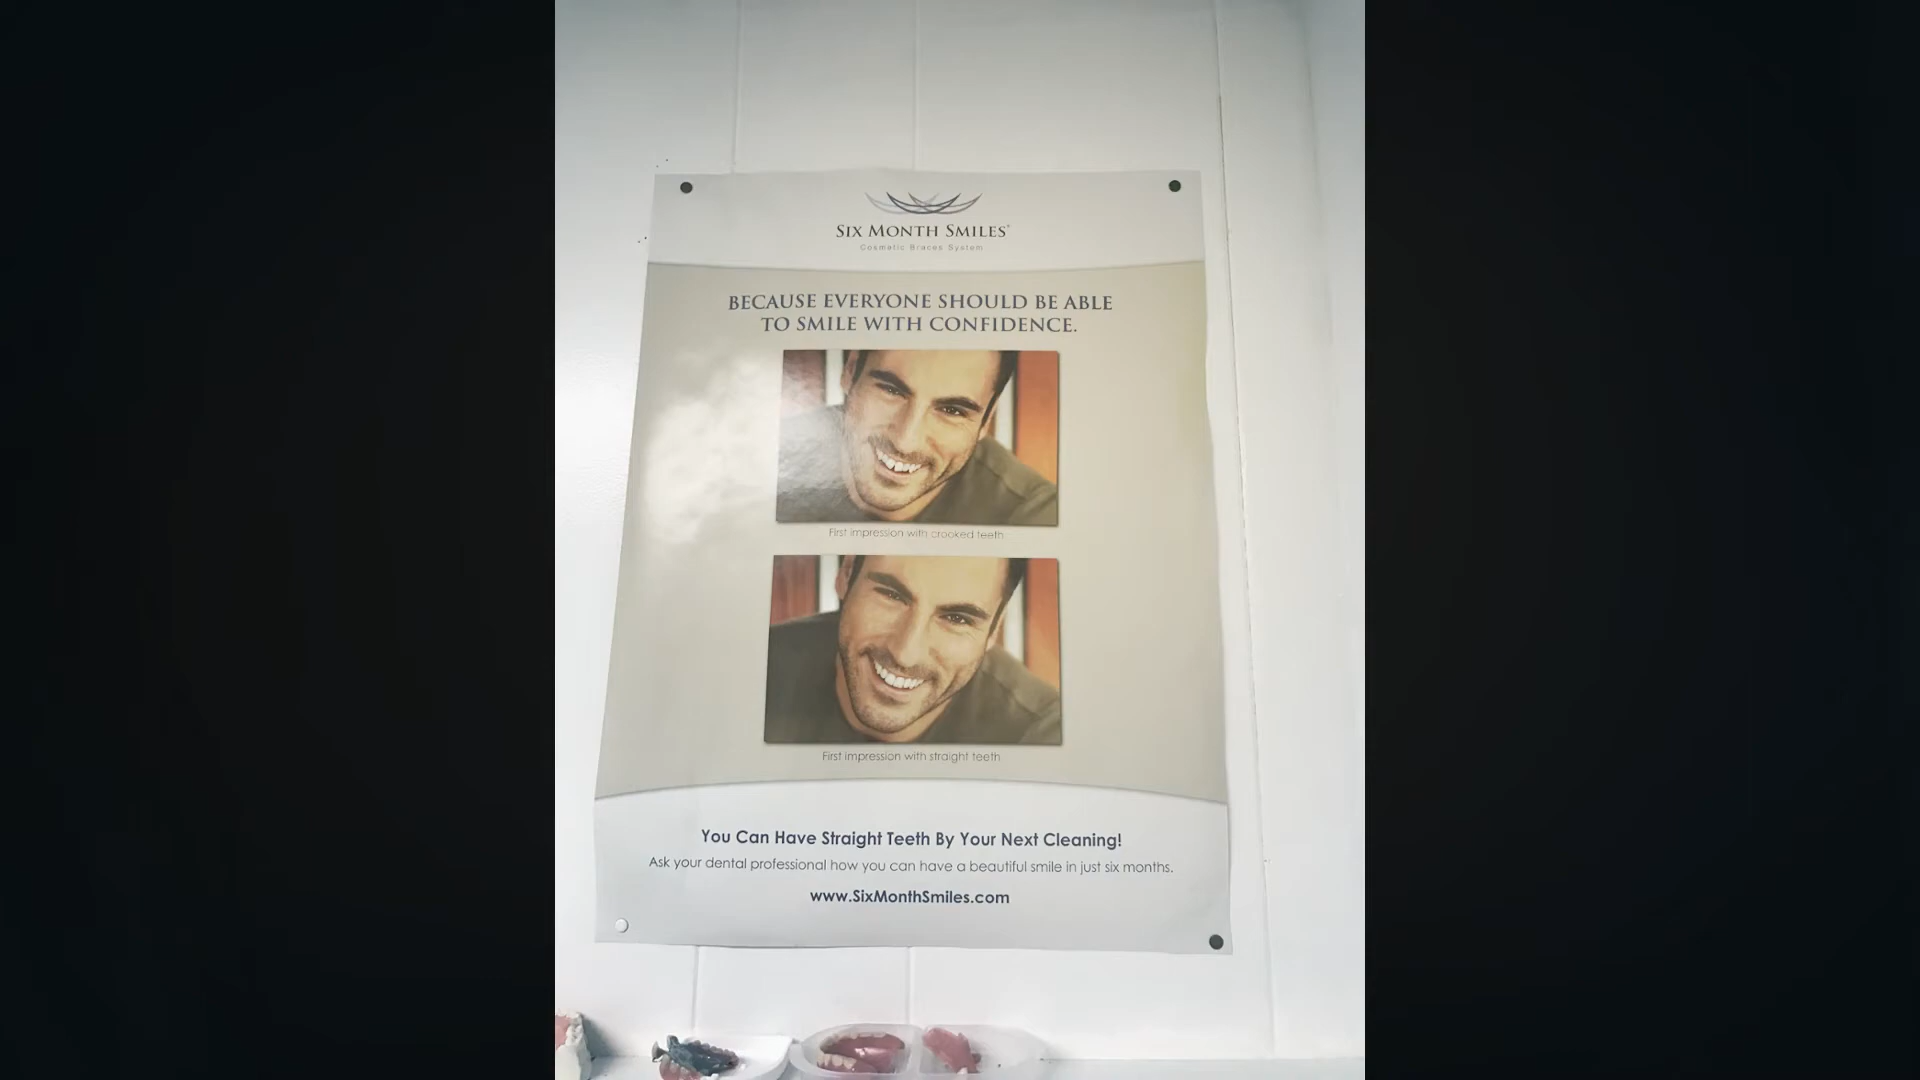 SIX MONTH SMILES®
Cosmetic Braces System
BECAUSE EVERYONE SHOULD BE ABLE
TO SMILE WITH CONFIDENCE.
First impression with crooked teeth
First impression with straight teeth
You Can Have Straight Teeth By Your Next Cleaning!
Ask your dental professional how you can have a beautiful smile in just six months.
www.SixMonthSmiles.com